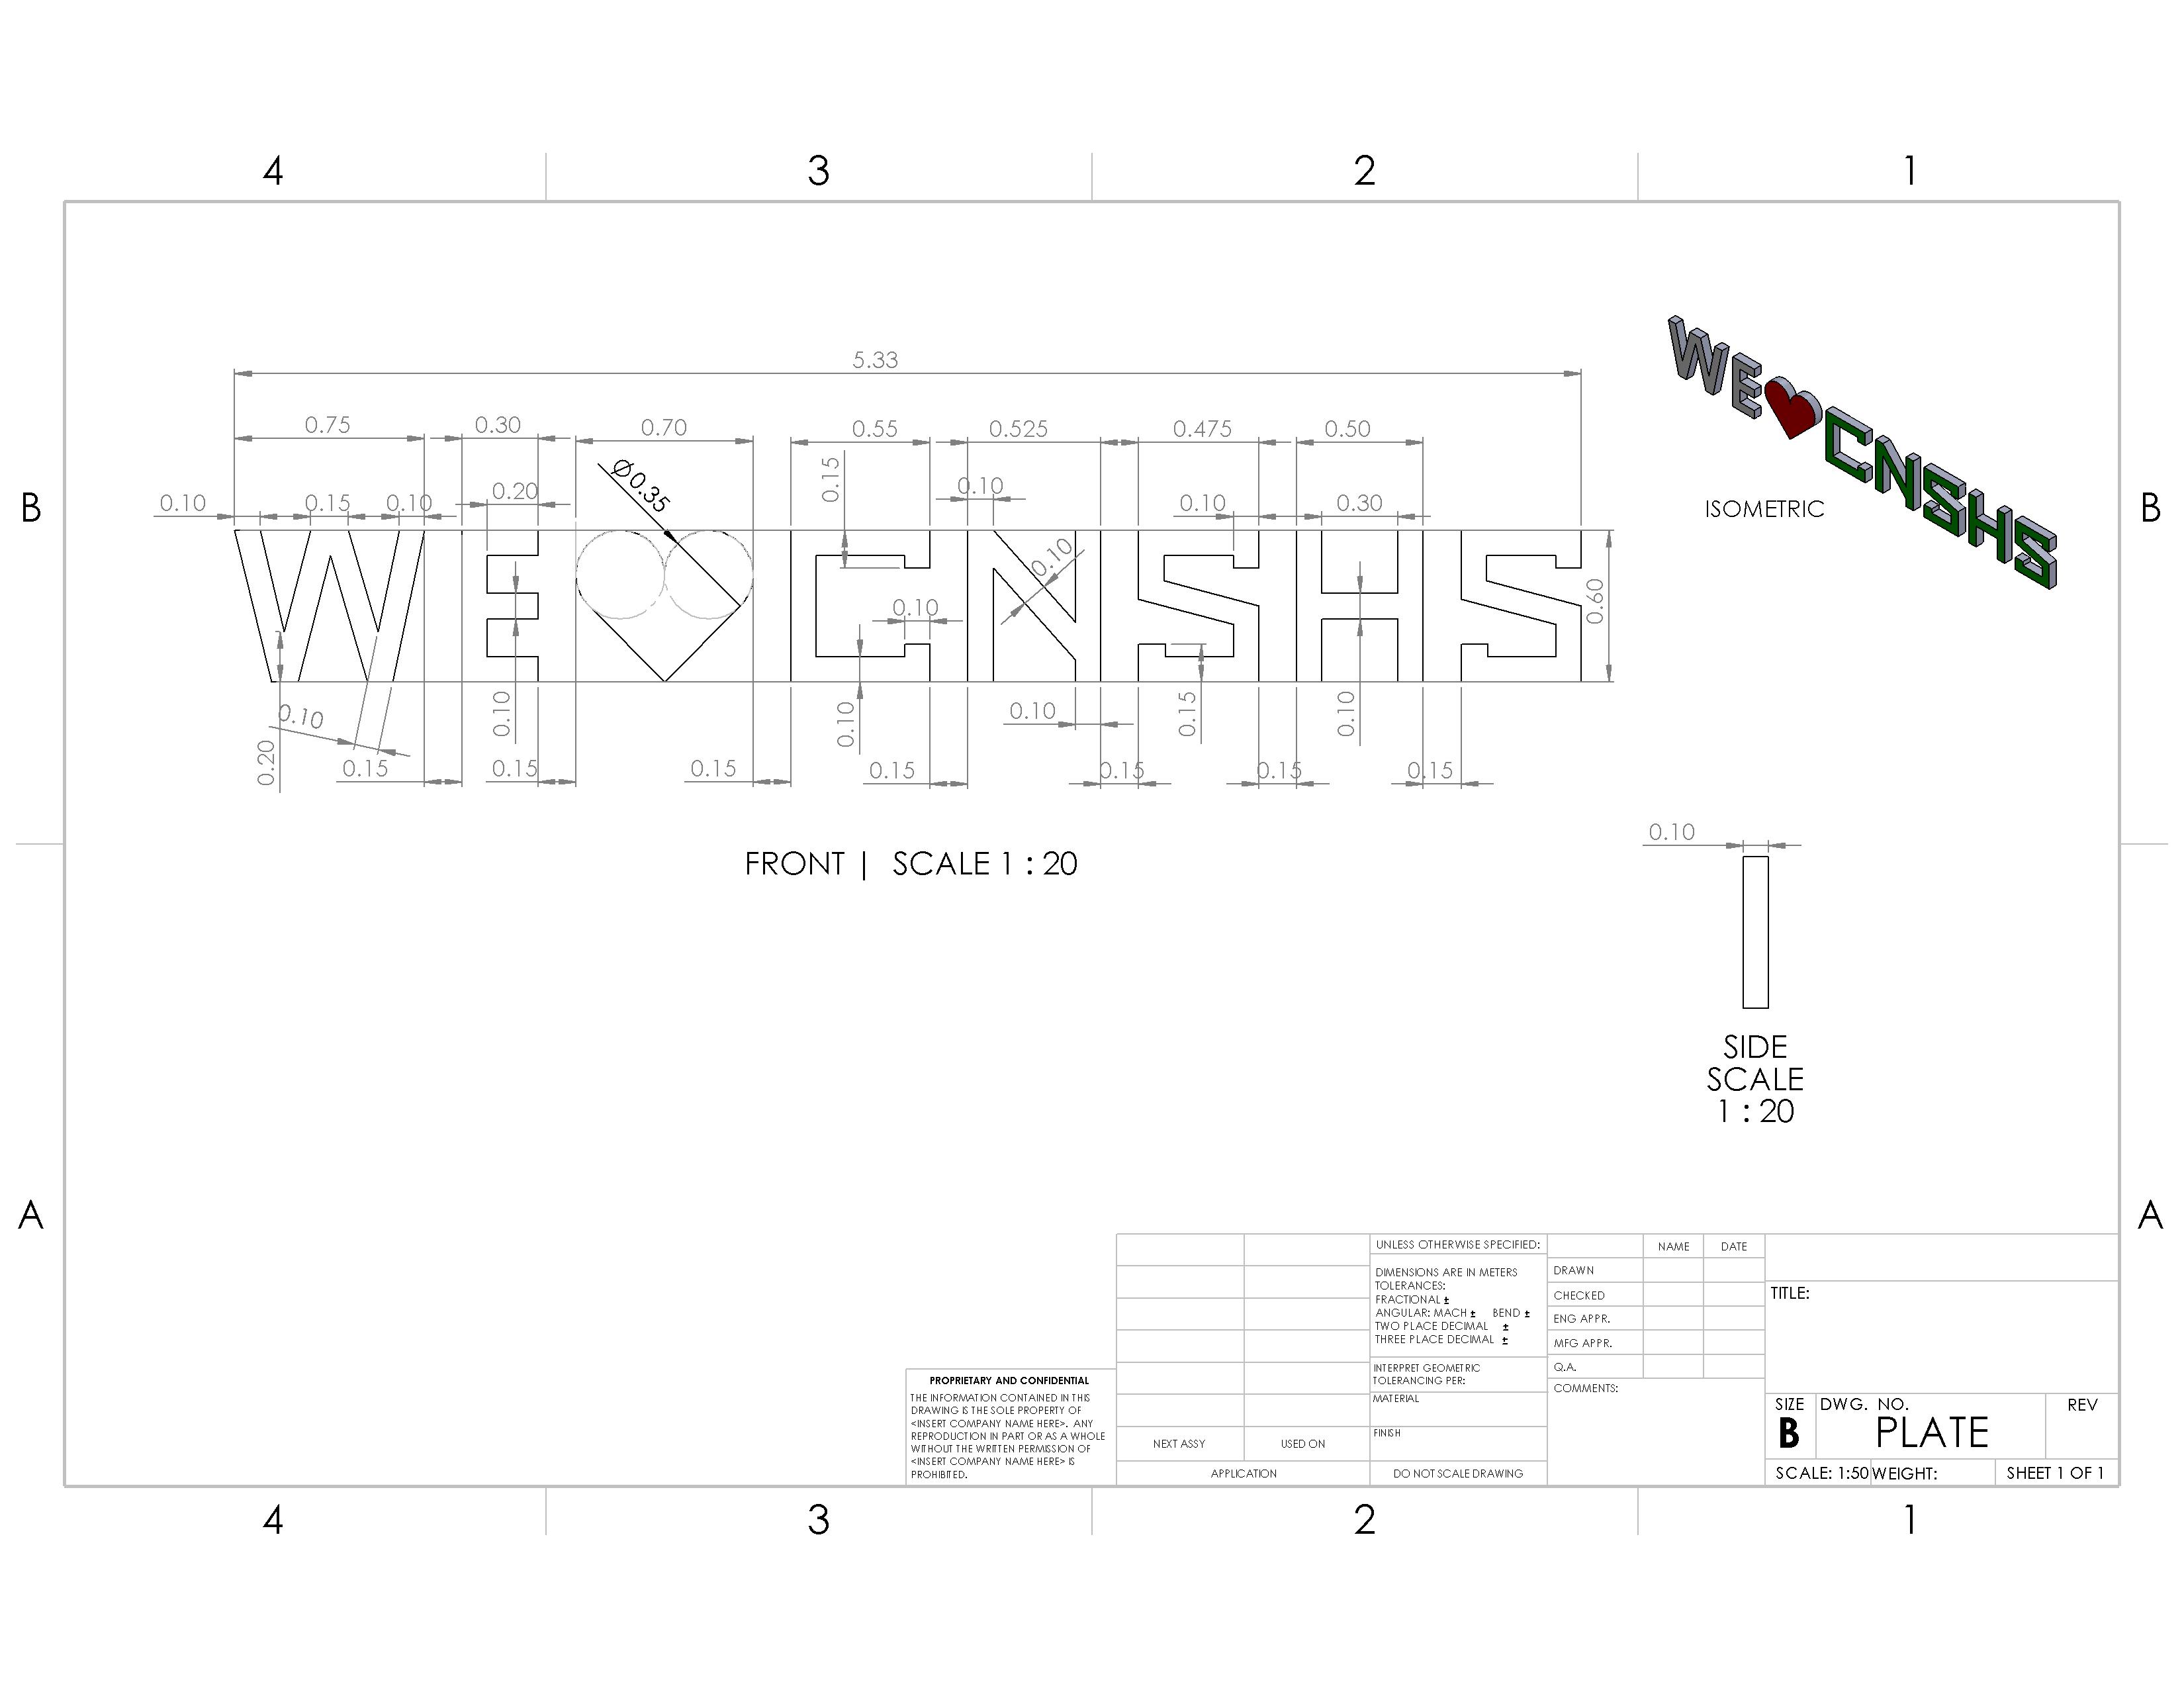 4 3 2 1
5.33
0.75 0.30 0.70 0.55 0.525 0.475 0.50
Ø0.35
0.15
0.10 0.15 0.10 0.20 0.10 0.10 0.30
B B
ISOMETRIC
WE CNSHS
WE CNSHS
0.10
0.10
0.60
0.10
0.20
0.10
0.10
0.10
0.15
0.10
0.15 0.15 0.15 0.15 0.15 0.15 0.15
FRONT | SCALE 1 : 20
0.10
SIDE
SCALE
1 : 20
A A
PROPRIETARY AND CONFIDENTIAL
THE INFORMATION CONTAINED IN THIS
DRAWING IS THE SOLE PROPERTY OF
<INSERT COMPANY NAME HERE>. ANY
REPRODUCTION IN PART OR AS A WHOLE
WITHOUT THE WRITTEN PERMISSION OF
<INSERT COMPANY NAME HERE> IS
PROHIBITED.
NEXT ASSY USED ON
APPLICATION
UNLESS OTHERWISE SPECIFIED:
DIMENSIONS ARE IN METERS
TOLERANCES:
FRACTIONAL ±
ANGULAR: MACH ± BEND ±
TWO PLACE DECIMAL ±
THREE PLACE DECIMAL ±
INTERPRET GEOMETRIC
TOLERANCING PER:
MATERIAL
FINISH
DO NOT SCALE DRAWING
NAME DATE
DRAWN
CHECKED
ENG APPR.
MFG APPR.
Q.A.
COMMENTS:
TITLE:
SIZE DWG. NO. REV
B PLATE
SCALE: 1:50 WEIGHT: SHEET 1 OF 1
4 3 2 1